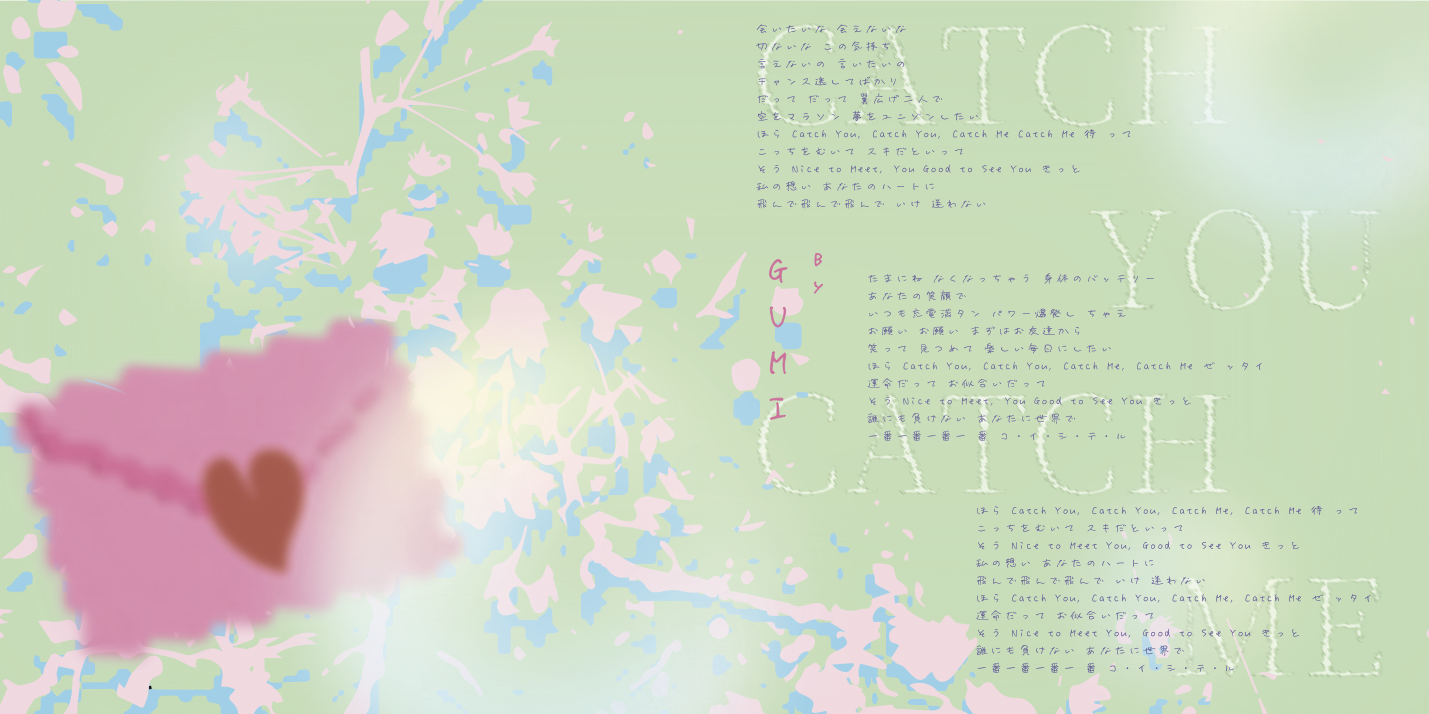 CATCH
会いたいな 会えないな
切ないな この気持ち
言えないの 言いたいの
チャンス逃してばかり
だって だって 翼広げ二人で
空をマラソン 夢をユニゾンしたい
ほら Catch You, Catch You, Catch Me Catch Me 待 って
こっちをむいて スキだといって
そう Nice to Meet, You Good to See You きっと
私の想い あなたのハートに
飛んで飛んで飛んで いけ 迷わない
YOU
GUMI
BY
たまにね なくなっちゃう 身体のバッテリー
あなたの笑顔で
いつもた電満タン パワー爆発し ちゃえ
お願い お願い まずはお友達から
笑って 見つめて 楽しい毎日にしたい
ほら Catch You, Catch You, Catch Me, Catch Me ゼ ッタイ
運命だって お似合いだって
そう Nice to Meet, You Good to See You きっと
誰にも負けない あなたに世界で
一番一番一番一 番 コ・イ・シ・テ・ル
CATCH
ほら Catch You, Catch You, Catch Me, Catch Me 待 って
こっちをむいて スキだといって
そう Nice to Meet You, Good to See You きっと
私の想い あなたのハートに
飛んで飛んで飛んで いけ 迷わない
ほら Catch You, Catch You, Catch Me, Catch Me ゼ ッタイ
運命だって お似合いだって
そう Nice to Meet You, Good to See You きっと
誰にも負けない あなたに世界で
一番一番一番一 番 コ・イ・シ・テ・ル
ME